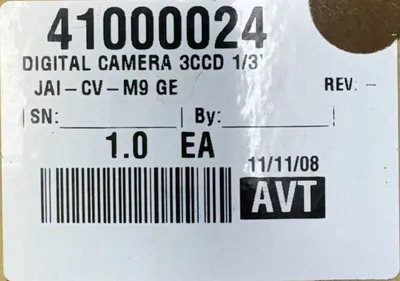 41000024
DIGITAL CAMERA 3CCD 1/3"
JAI-CV-M9 GE REV: -
SN: By:
1.0 EA
11/11/08
AVT